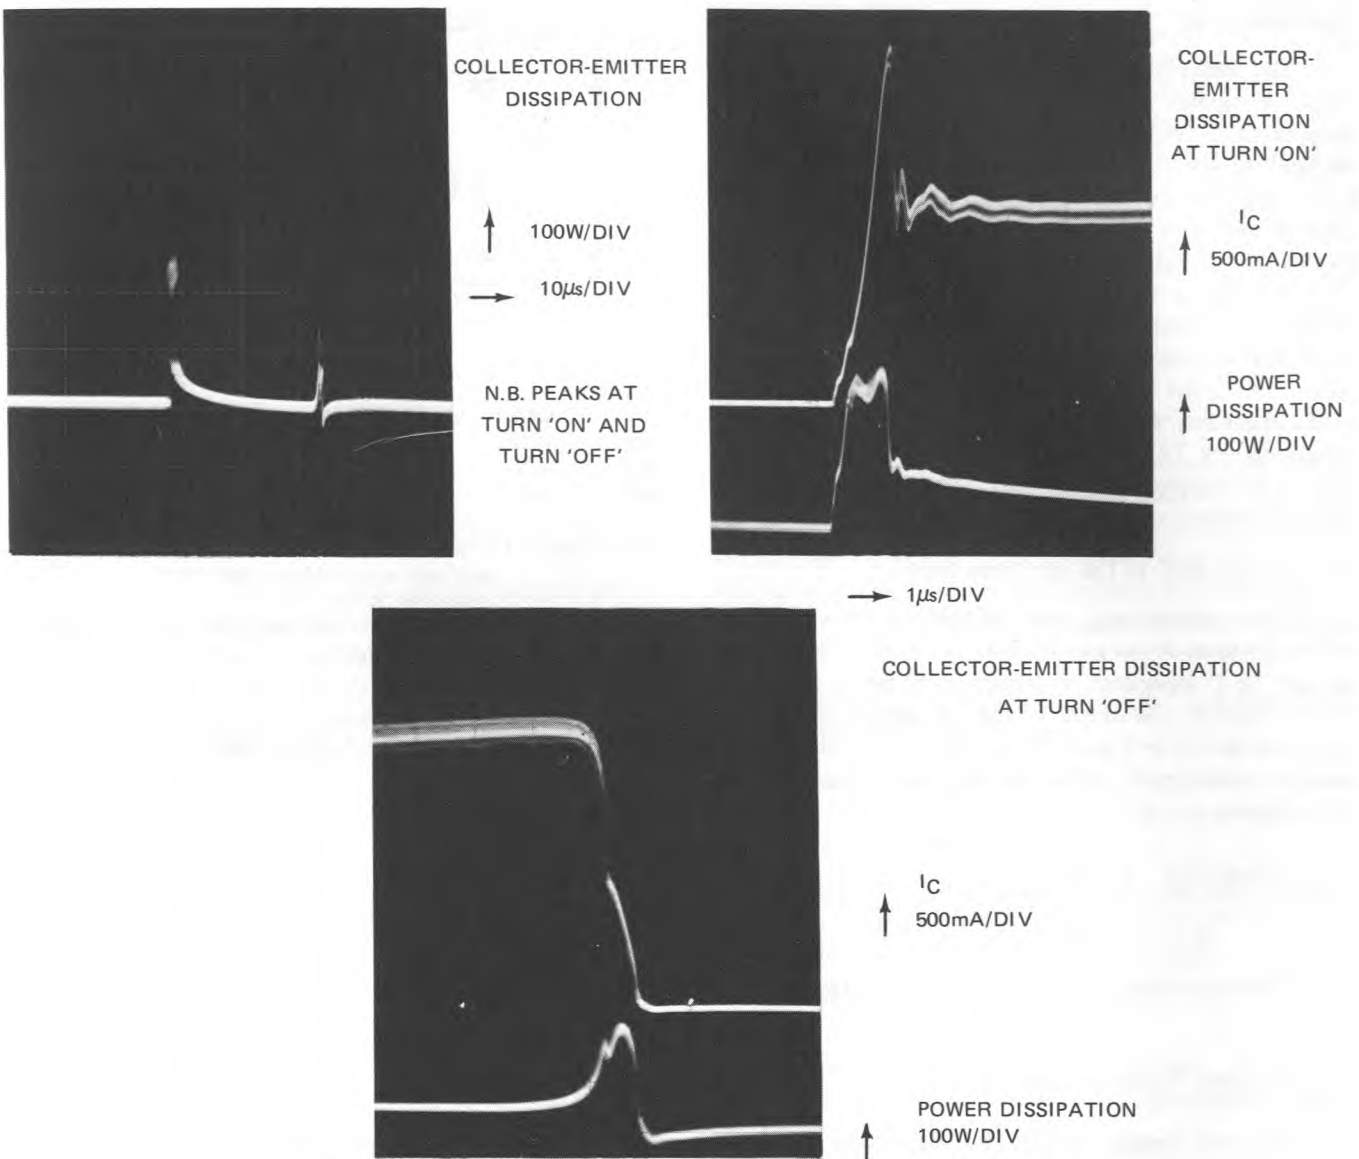 COLLECTOR-EMITTER
DISSIPATION
100W/DIV
10μs/DIV
N.B. PEAKS AT
TURN 'ON' AND
TURN 'OFF'
COLLECTOR-
EMITTER
DISSIPATION
AT TURN 'ON'
IC
500mA/DIV
POWER
DISSIPATION
100W/DIV
1μs/DIV
COLLECTOR-EMITTER DISSIPATION
AT TURN 'OFF'
IC
500mA/DIV
POWER DISSIPATION
100W/DIV